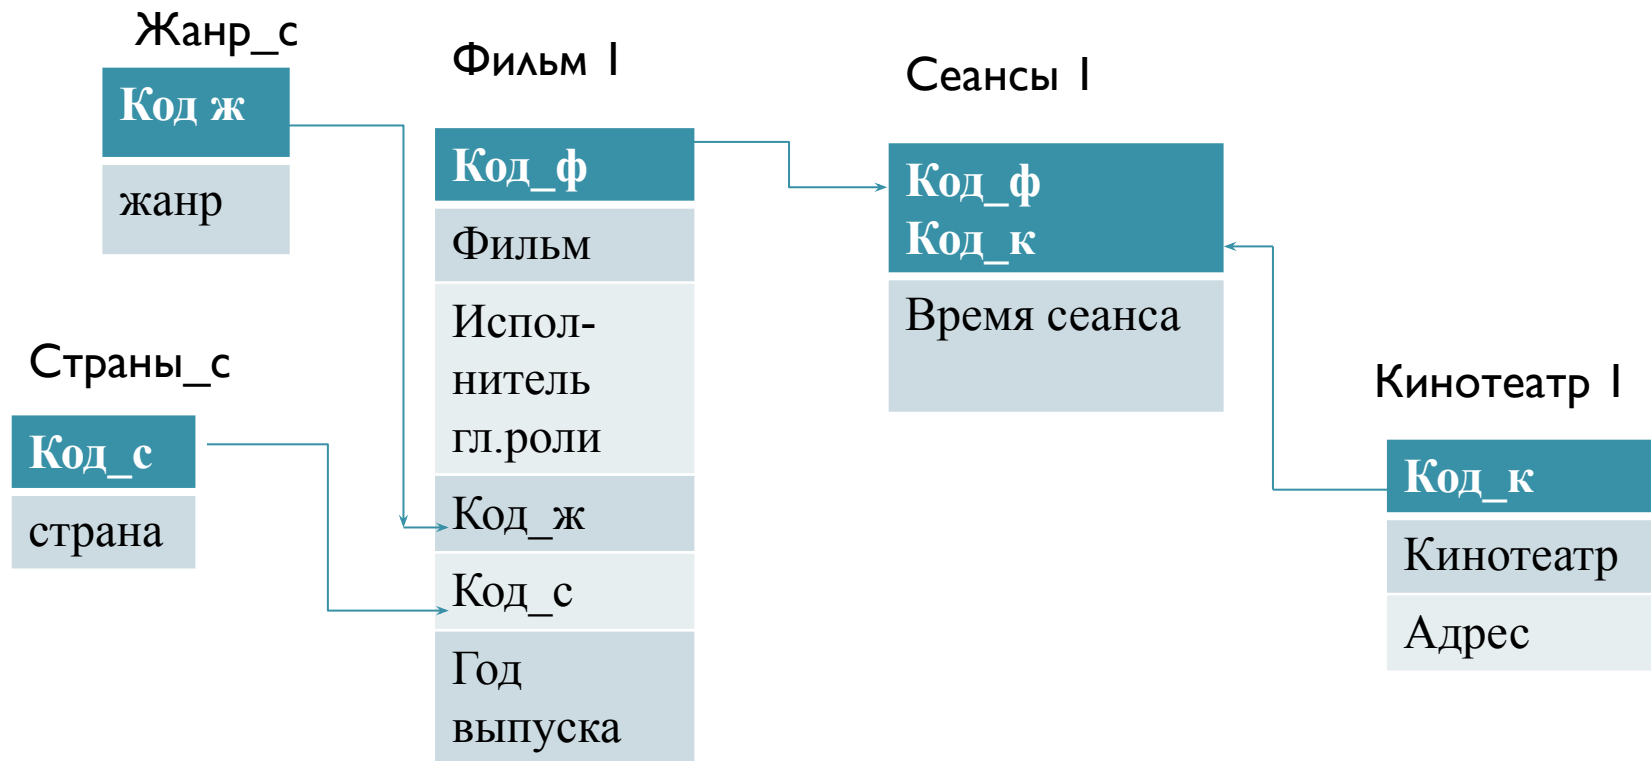 Жанр_с
Код ж
жанр
Страны_с
Код_с
страна
Фильм 1
Код_ф
Фильм
Испол-
нитель
гл.роли
Код_ж
Код_с
Год
выпуска
Сеансы 1
Код_ф
Код_к
Время сеанса
Кинотеатр 1
Код_к
Кинотеатр
Адрес